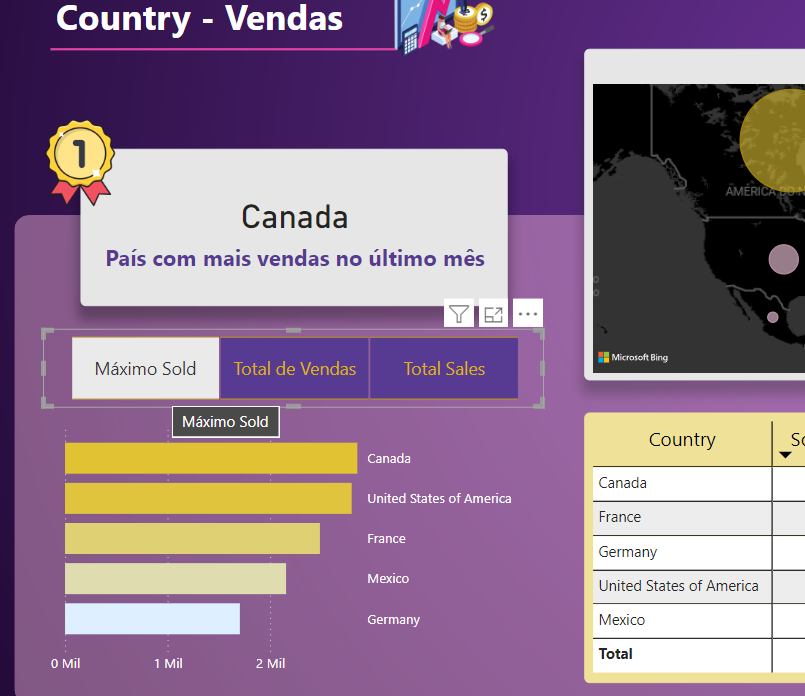 Country - Vendas
$
1
Canada
País com mais vendas no último mês
Máximo Sold
Total de Vendas
Total Sales
Máximo Sold
Canada
United States of America
France
Mexico
Germany
0 Mil
1 Mil
2 Mil
AMÉRICA DO N
Microsoft Bing
Country
Canada
France
Germany
United States of America
Mexico
Total